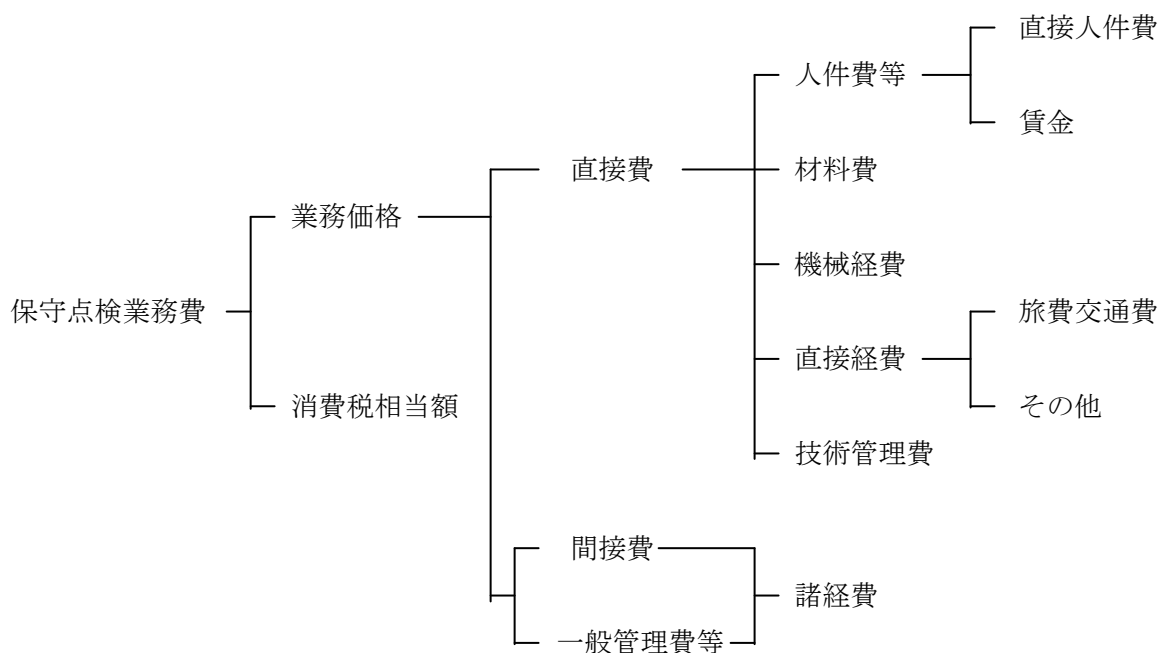 直接人件費
人件費等
賃金
直接費
材料費
業務価格
機械経費
保守点検業務費
旅費交通費
直接経費
消費税相当額
その他
技術管理費
間接費
諸経費
一般管理費等